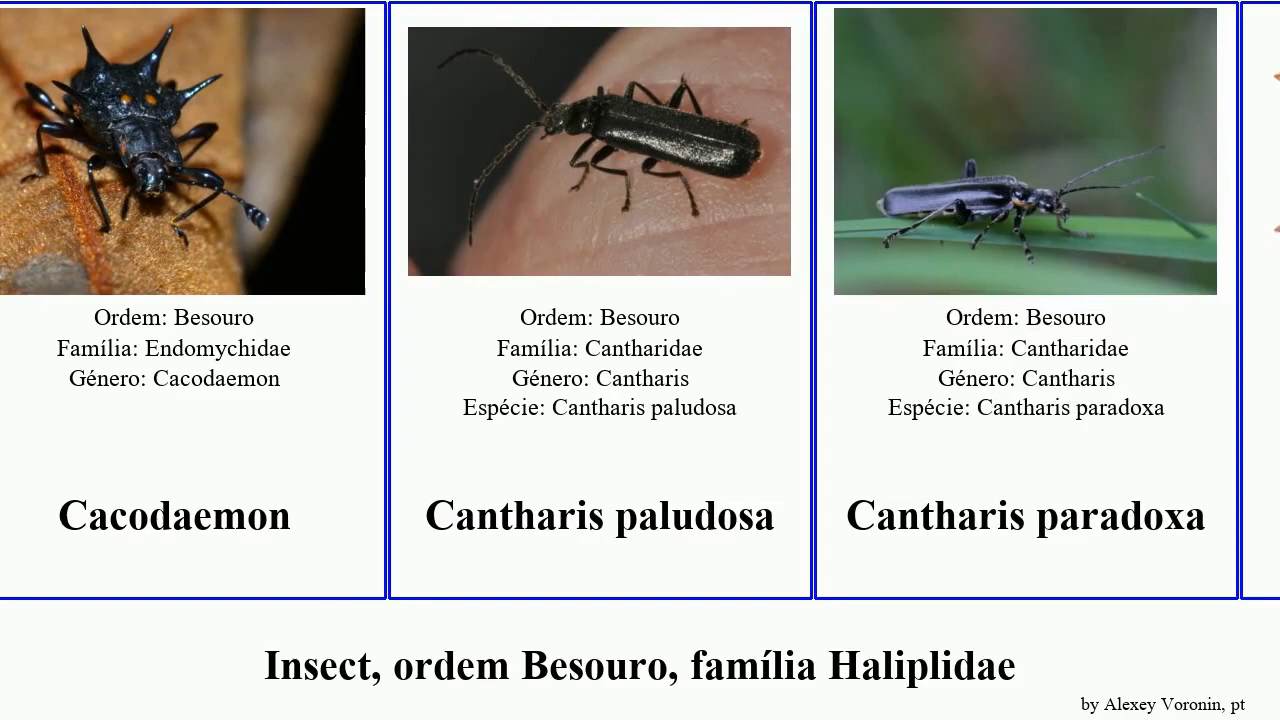 Ordem: Besouro
Família: Endomychidae
Género: Cacodaemon
Cacodaemon
Ordem: Besouro
Família: Cantharidae
Género: Cantharis
Espécie: Cantharis paludosa
Cantharis paludosa
Ordem: Besouro
Família: Cantharidae
Género: Cantharis
Espécie: Cantharis paradoxa
Cantharis paradoxa
Insect, ordem Besouro, família Haliplidae
by Alexey Voronin, pt